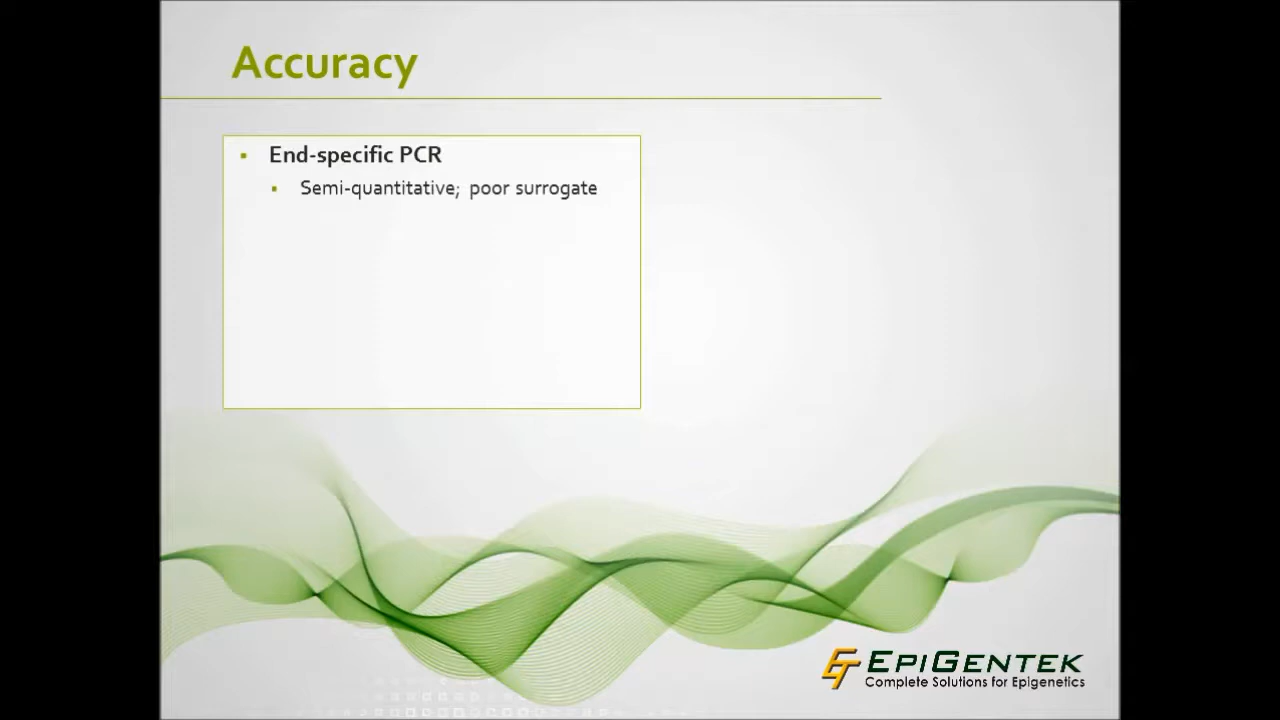 Accuracy
End-specific PCR
Semi-quantitative; poor surrogate
EPIGENTEK
Complete Solutions for Epigenetics